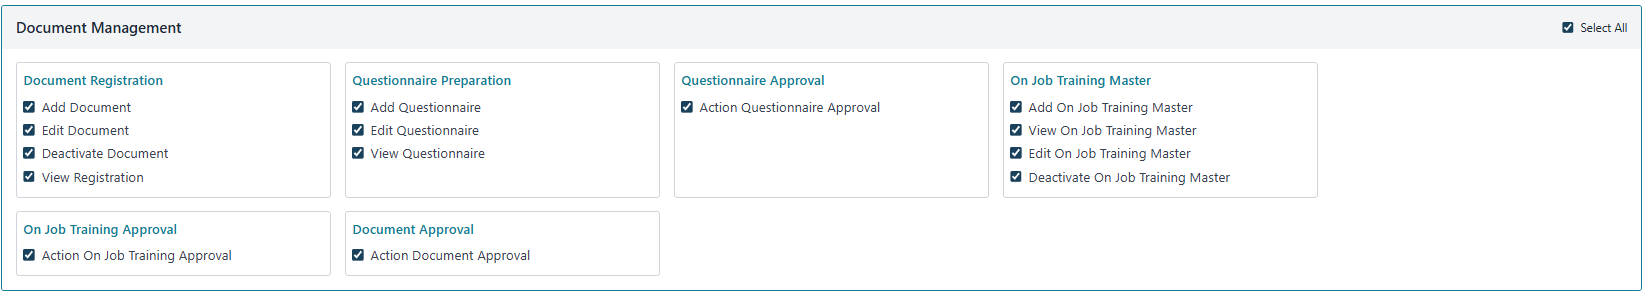 Document Management
Select All
Document Registration
Add Document
Edit Document
Deactivate Document
View Registration
Questionnaire Preparation
Add Questionnaire
Edit Questionnaire
View Questionnaire
Questionnaire Approval
Action Questionnaire Approval
On Job Training Master
Add On Job Training Master
View On Job Training Master
Edit On Job Training Master
Deactivate On Job Training Master
On Job Training Approval
Action On Job Training Approval
Document Approval
Action Document Approval